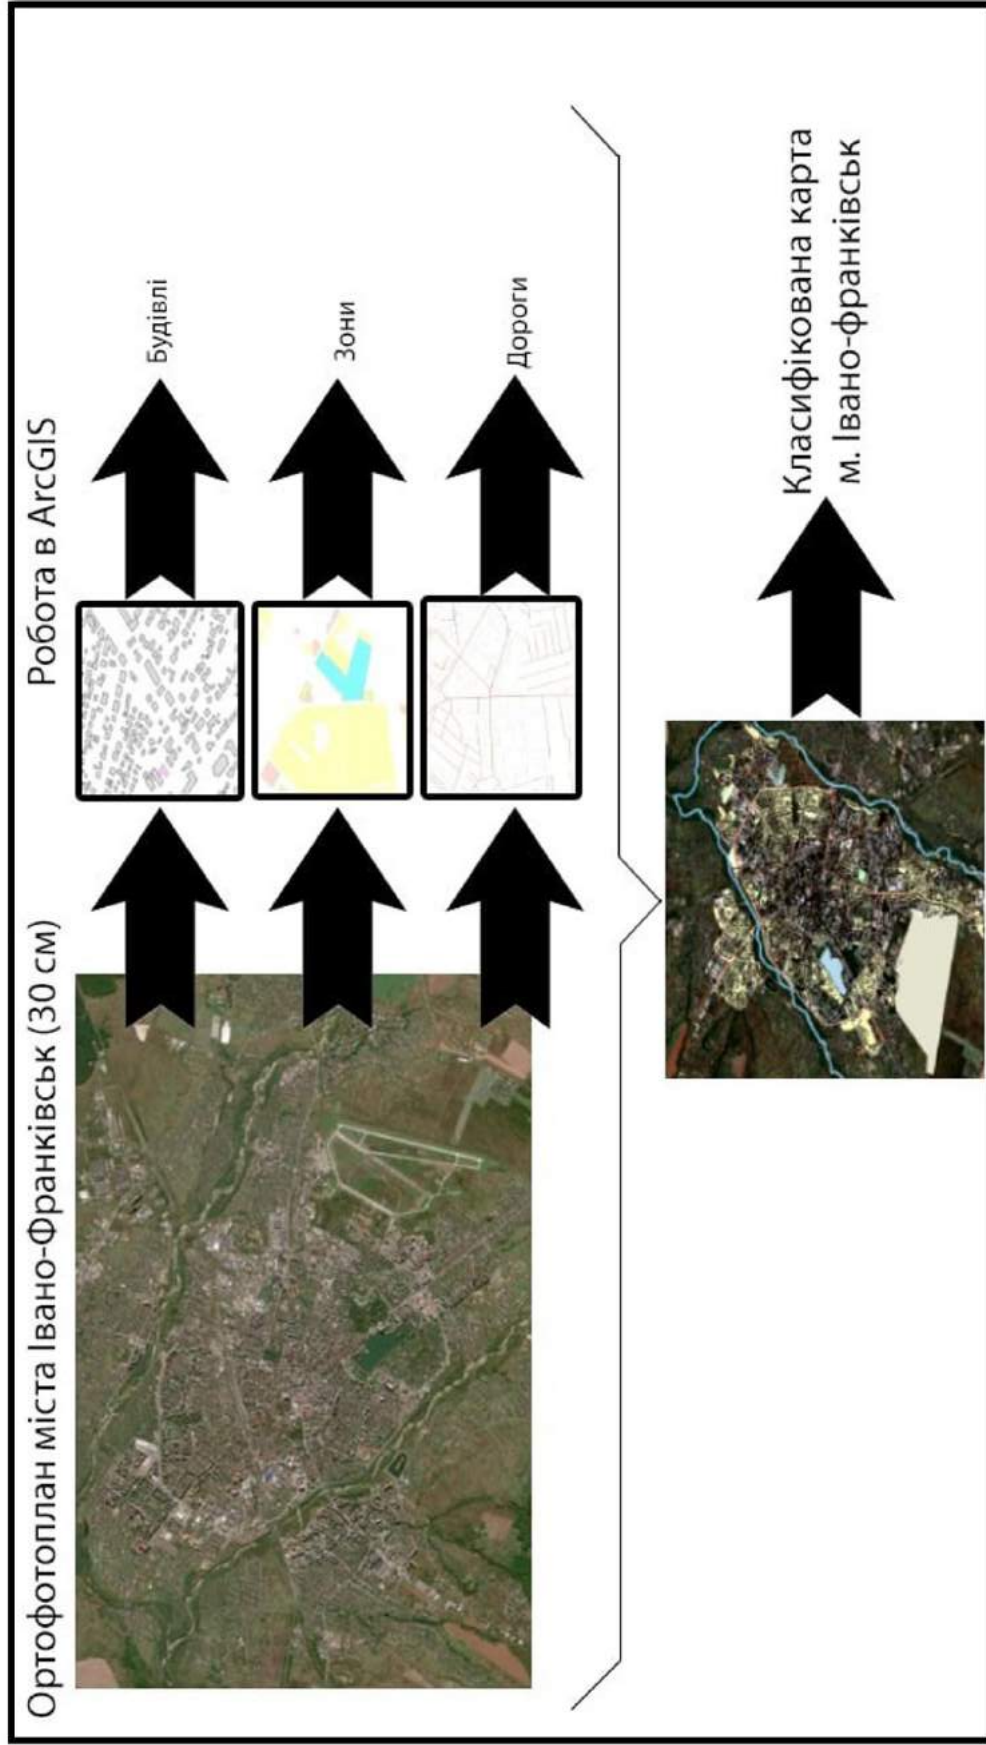 Ортофотоплан міста Івано-Франківськ (30 см)
Робота в ArcGIS
Будівлі
Зони
Дороги
Класифікована карта
м. Івано-франківськ